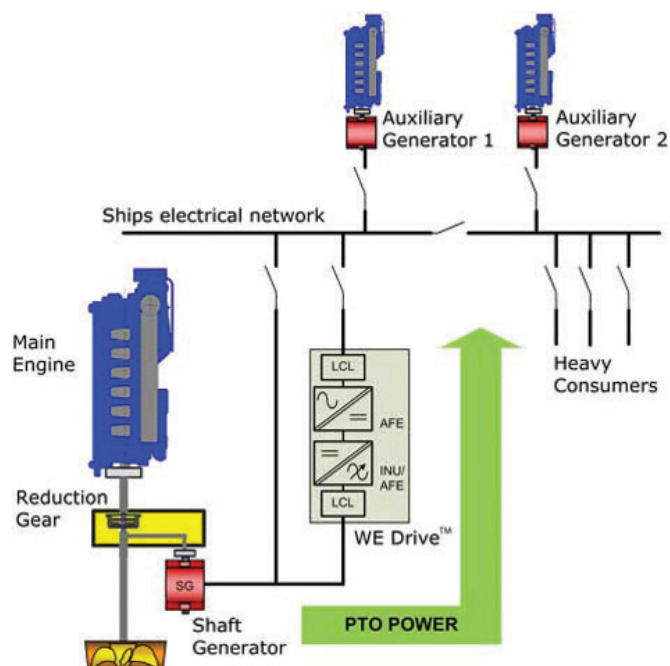 Auxiliary
Generator 1
Auxiliary
Generator 2
Ships electrical network
Main
Engine
LCL
AFE
INU/
AFE
LCL
WE Drive™
Heavy
Consumers
Reduction
Gear
SG
Shaft
Generator
PTO POWER